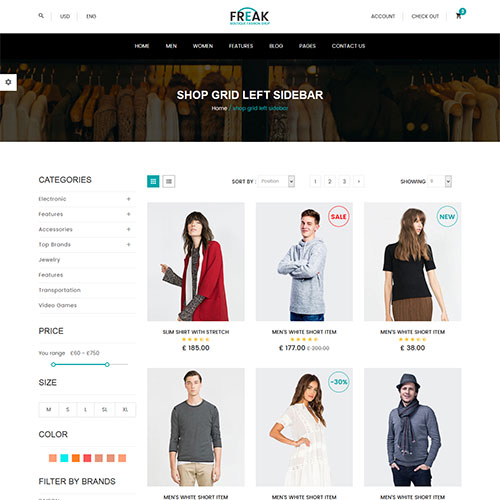 USD ENG
FREAK
BOUTIQUE FASHION SHOP
ACCOUNT CHECK OUT
HOME MEN WOMEN FEATURES BLOG PAGES CONTACT US
SHOP GRID LEFT SIDEBAR
Home / shop grid left sidebar
CATEGORIES
Electronic +
Features +
Accessories +
Top Brands +
Jewelry
Features
Transportation
Video Games
PRICE
You range £60 - £750
SIZE
M L S SL XL
COLOR
FILTER BY BRANDS
SORT BY : Position
1 2 3
SHOWING
SLIM SHIRT WITH STRETCH
£ 185.00
SALE
MEN'S WHITE SHORT ITEM
£ 177.00 £ 200.00
NEW
MEN'S WHITE SHORT ITEM
£ 38.00
MEN'S WHITE SHORT ITEM
-30%
MEN'S WHITE SHORT ITEM
MEN'S WHITE SHORT ITEM